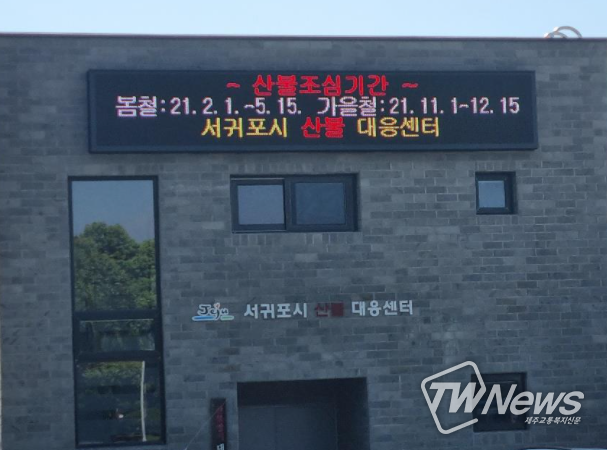 ~ 산불조심기간 ~
봄철:21.2.1.~5.15. 가을철:21.11.1~12.15
서귀포시 산불 대응센터
서귀포시 산불 대응센터
TWNews
제주교통복지신문